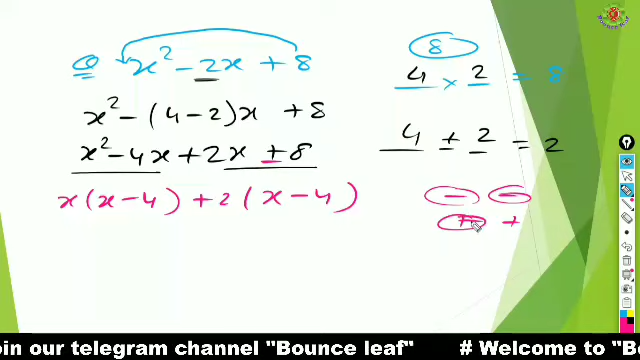 Q x² - 2x + 8
x² - (4 - 2)x + 8
x² - 4x + 2x + 8
x(x - 4) + 2(x - 4)
8
4 × 2 = 8
4 ± 2 = 2
- -
+
oin our telegram channel "Bounce leaf" # Welcome to "Bo